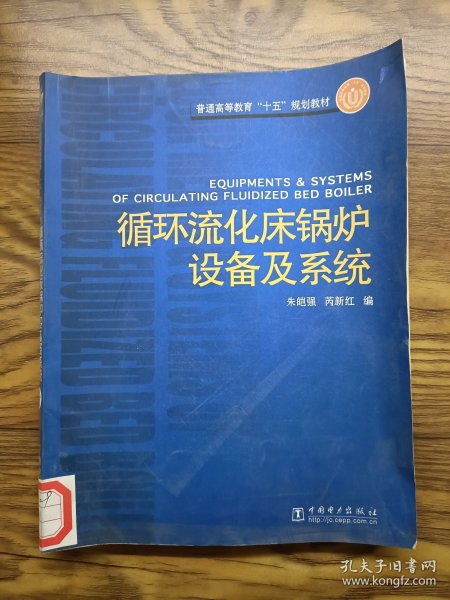 普通高等教育“十五”规划教材
EQUIPMENTS & SYSTEMS
OF CIRCULATING FLUIDIZED BED BOILER
循环流化床锅炉
设备及系统
朱皑强 芮新红 编
中国电力出版社
http://jc.cepp.com.cn
孔夫子旧书网
www.kongfz.com